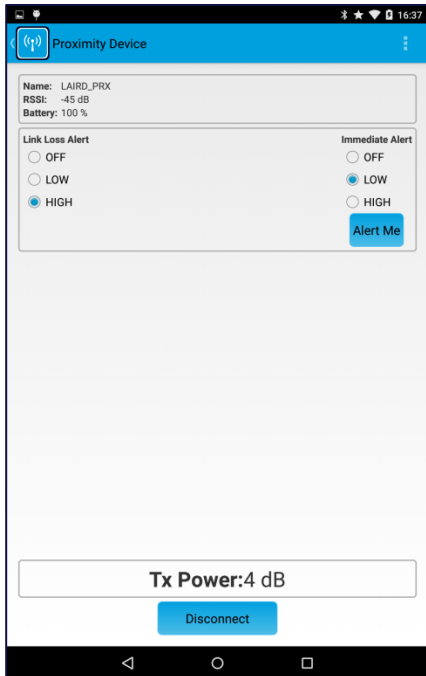 16:37
Proximity Device
Name: LAIRD_PRX
RSSI: -45 dB
Battery: 100 %
Link Loss Alert
OFF
LOW
HIGH
Immediate Alert
OFF
LOW
HIGH
Alert Me
Tx Power:4 dB
Disconnect